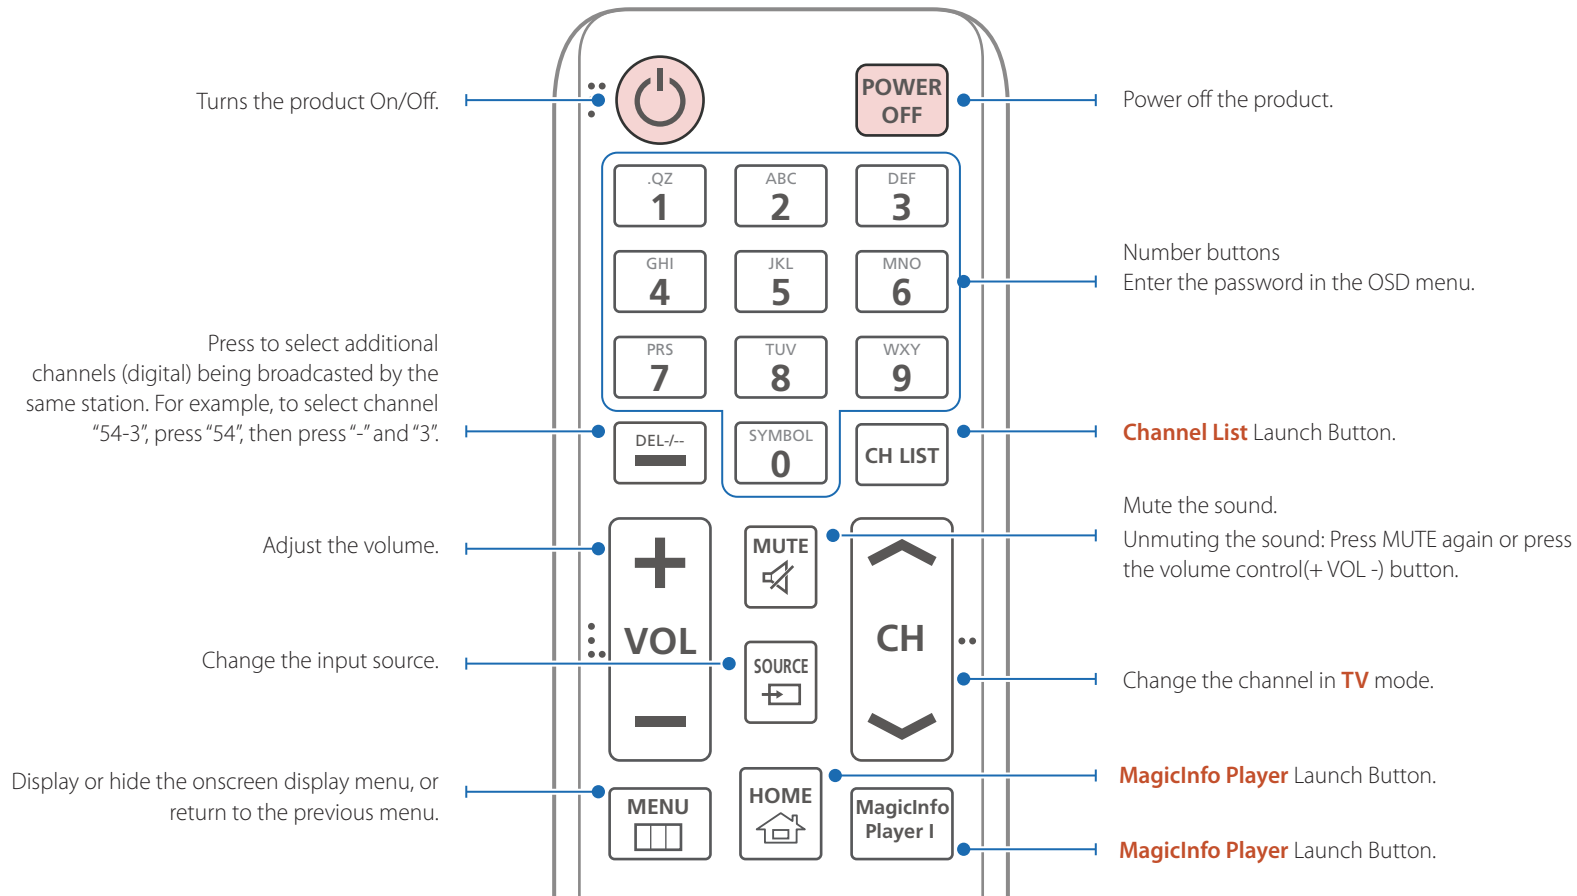 Turns the product On/Off.
POWER
OFF
Power off the product.
.QZ
1
ABC
2
DEF
3
GHI
4
JKL
5
MNO
6
Number buttons
Enter the password in the OSD menu.
PRS
7
TUV
8
WXY
9
Press to select additional
channels (digital) being broadcasted by the
same station. For example, to select channel
“54-3”, press “54”, then press “-” and “3”.
DEL-/--
SYMBOL
0
CH LIST
Channel List Launch Button.
Adjust the volume.
VOL
MUTE
CH
Mute the sound.
Unmuting the sound: Press MUTE again or press
the volume control(+ VOL -) button.
Change the input source.
SOURCE
Change the channel in TV mode.
Display or hide the onscreen display menu, or
return to the previous menu.
MENU
HOME
MagicInfo
Player I
MagicInfo Player Launch Button.
MagicInfo Player Launch Button.